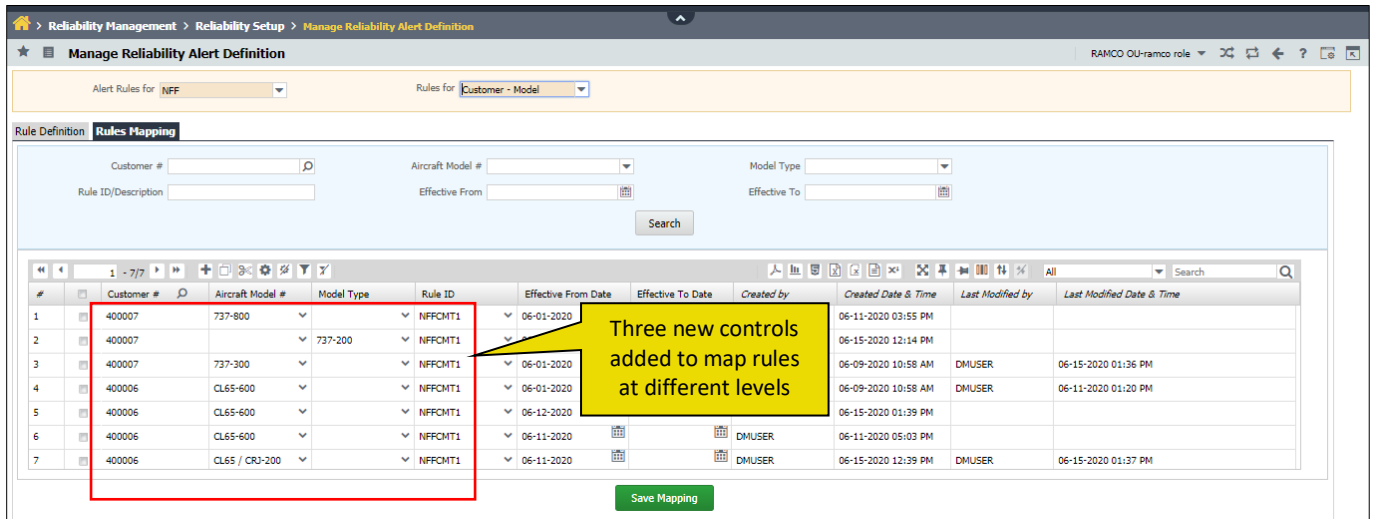 > Reliability Management > Reliability Setup > Manage Reliability Alert Definition
Manage Reliability Alert Definition RAMCO OU-ramco role ?
Alert Rules for NFF Rules for Customer - Model
Rule Definition Rules Mapping
Customer # Aircraft Model # Model Type
Rule ID/Description Effective From Effective To
Search
1 - 7/7 All Search
# Customer # Aircraft Model # Model Type Rule ID Effective From Date Effective To Date Created by Created Date & Time Last Modified by Last Modified Date & Time
1 400007 737-800 NFFCMT1 06-01-2020 06-11-2020 03:55 PM
2 400007 737-200 NFFCMT1 06-15-2020 12:14 PM
3 400007 737-300 NFFCMT1 06-01-2020 06-09-2020 10:58 AM DMUSER 06-15-2020 01:36 PM
4 400006 CL65-600 NFFCMT1 06-01-2020 06-09-2020 10:58 AM DMUSER 06-11-2020 01:20 PM
5 400006 CL65-600 NFFCMT1 06-12-2020 06-15-2020 01:39 PM
6 400006 CL65-600 NFFCMT1 06-11-2020 DMUSER 06-11-2020 05:03 PM
7 400006 CL65 / CRJ-200 NFFCMT1 06-11-2020 DMUSER 06-15-2020 12:39 PM DMUSER 06-15-2020 01:37 PM
Three new controls
added to map rules
at different levels
Save Mapping